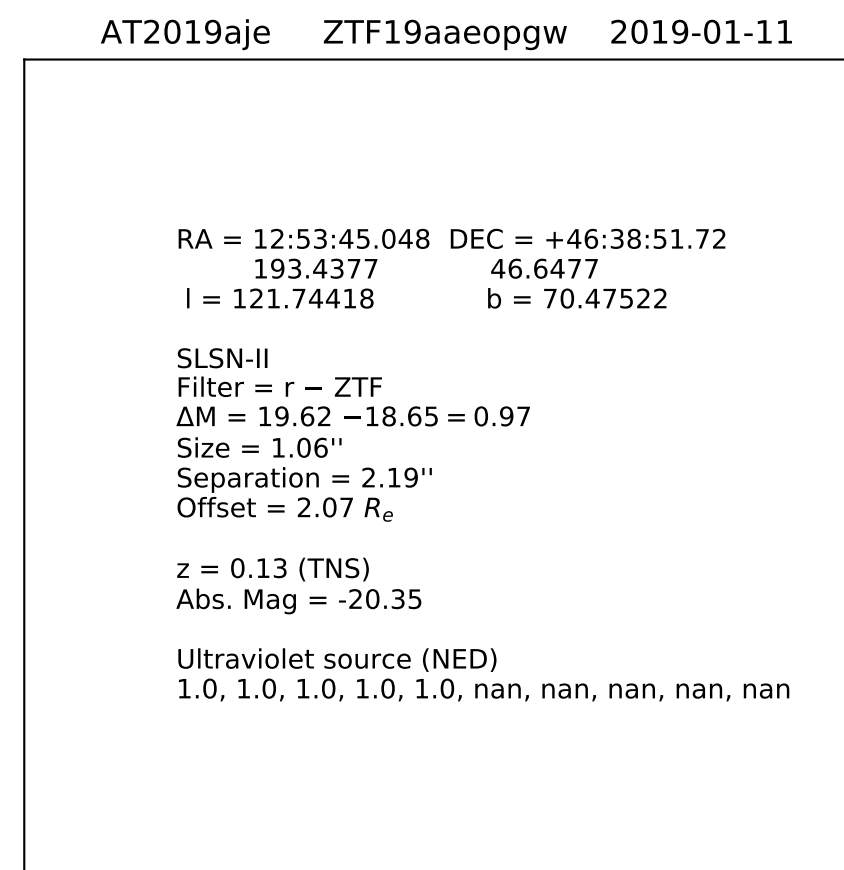 AT2019aje ZTF19aaeopgw 2019-01-11
RA = 12:53:45.048 DEC = +46:38:51.72
193.4377 46.6477
l = 121.74418 b = 70.47522
SLSN-II
Filter = r − ZTF
ΔM = 19.62 −18.65 = 0.97
Size = 1.06''
Separation = 2.19''
Offset = 2.07 Re
z = 0.13 (TNS)
Abs. Mag = -20.35
Ultraviolet source (NED)
1.0, 1.0, 1.0, 1.0, 1.0, nan, nan, nan, nan, nan